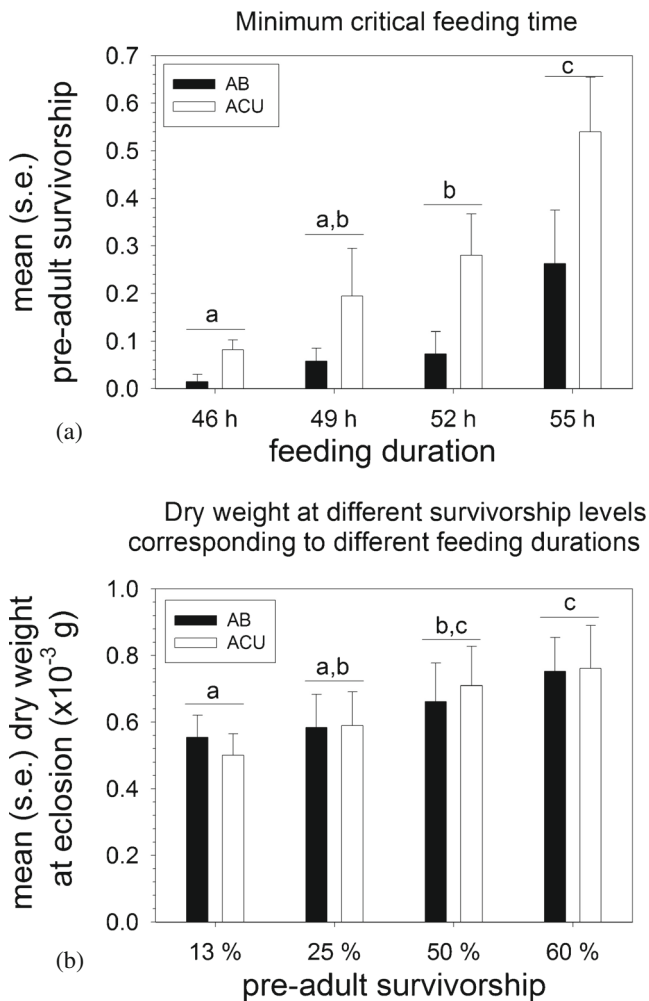 Minimum critical feeding time
mean (s.e.)
pre-adult survivorship
0.7
0.6
0.5
0.4
0.3
0.2
0.1
0.0
AB
ACU
a
a,b
b
c
46 h
49 h
52 h
55 h
(a)
feeding duration
Dry weight at different survivorship levels
corresponding to different feeding durations
mean (s.e.) dry weight
at eclosion (x10⁻³ g)
1.0
0.8
0.6
0.4
0.2
0.0
AB
ACU
a
a,b
b,c
c
13 %
25 %
50 %
60 %
(b)
pre-adult survivorship